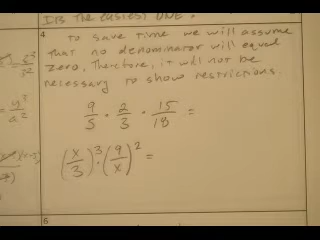 IS THE EASIEST ONE.
4
To save time we will assume
that no denominator will equal
zero, Therefore, it will not be
necessary to show restrictions.
9/5 · 2/3 · 15/18 =
(x/3)³ · (9/x)² =
6